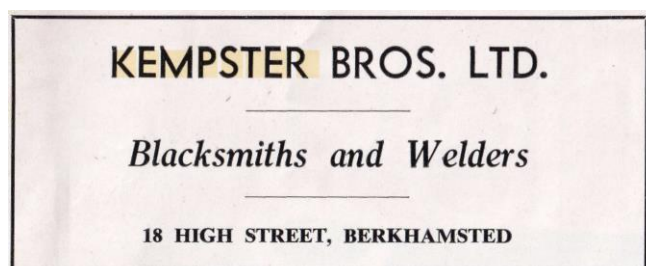 KEMPSTER BROS. LTD.
Blacksmiths and Welders
18 HIGH STREET, BERKHAMSTED